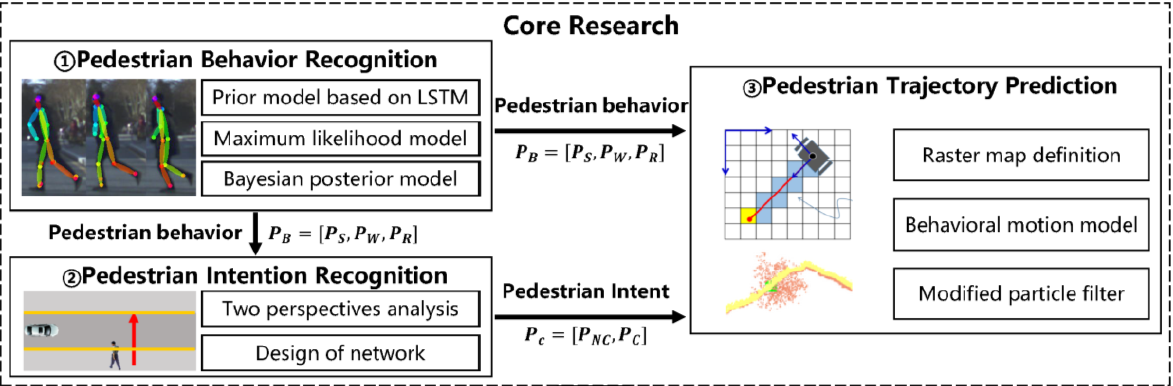 Core Research
①Pedestrian Behavior Recognition
Prior model based on LSTM
Maximum likelihood model
Bayesian posterior model
Pedestrian behavior
P_B = [P_S, P_W, P_R]
Pedestrian behavior P_B = [P_S, P_W, P_R]
②Pedestrian Intention Recognition
Two perspectives analysis
Design of network
Pedestrian Intent
P_c = [P_NC, P_C]
③Pedestrian Trajectory Prediction
Raster map definition
Behavioral motion model
Modified particle filter